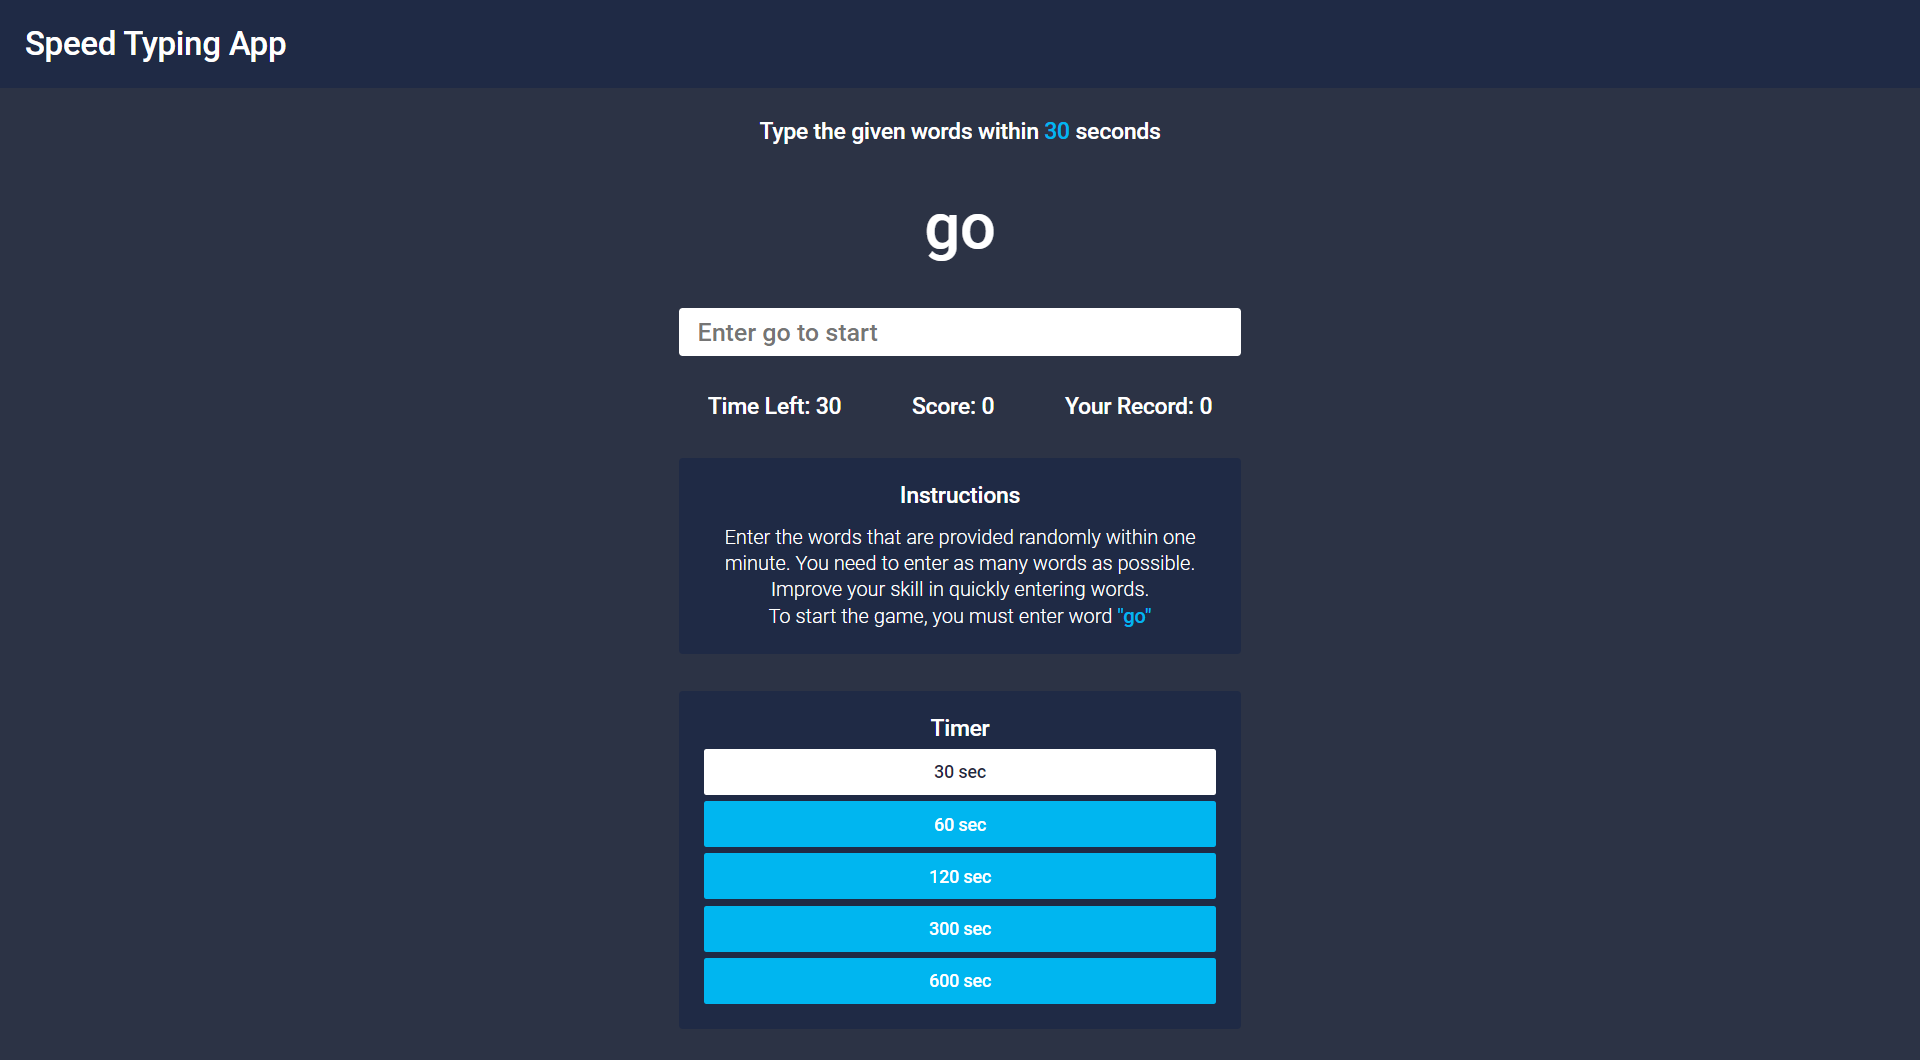 Speed Typing App
Type the given words within 30 seconds
go
Enter go to start
Time Left: 30 Score: 0 Your Record: 0
Instructions
Enter the words that are provided randomly within one
minute. You need to enter as many words as possible.
Improve your skill in quickly entering words.
To start the game, you must enter word "go"
Timer
30 sec
60 sec
120 sec
300 sec
600 sec